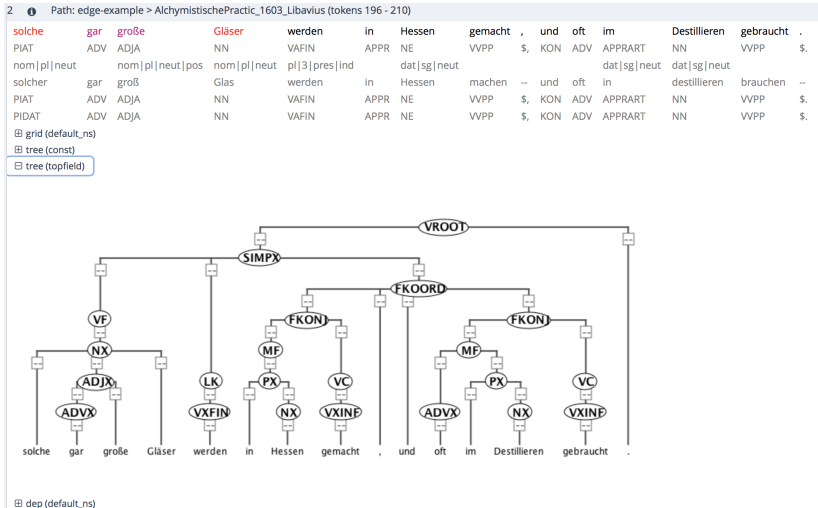 2 Path: edge-example > AlchymistischePractic_1603_Libavius (tokens 196 - 210)
solche gar große Gläser werden in Hessen gemacht , und oft im Destillieren gebraucht .
PIAT ADV ADJA NN VAFIN APPR NE VVPP $, KON ADV APPRART NN VVPP $.
nom|pl|neut nom|pl|neut|pos nom|pl|neut pl|3|pres|ind dat|sg|neut dat|sg|neut dat|sg|neut
solcher gar groß Glas werden in Hessen machen -- und oft in destillieren brauchen --
PIAT ADV ADJA NN VAFIN APPR NE VVPP $, KON ADV APPRART NN VVPP $.
PIDAT ADV ADJA NN VAFIN APPR NE VVPP $, KON ADV APPRART NN VVPP $.
grid (default_ns)
tree (const)
tree (topfield)
VROOT
-- --
SIMPX
-- -- --
FKOORD
-- -- -- --
VF FKONJ FKONJ
-- -- -- -- --
NX MF VC MF VC
-- -- -- -- -- -- --
ADJX LK PX VC PX VC
-- -- -- -- -- -- -- -- --
ADVX VXFIN NX VXINF ADVX NX VXINF
-- -- -- -- -- -- --
solche gar große Gläser werden in Hessen gemacht , und oft im Destillieren gebraucht .
dep (default_ns)